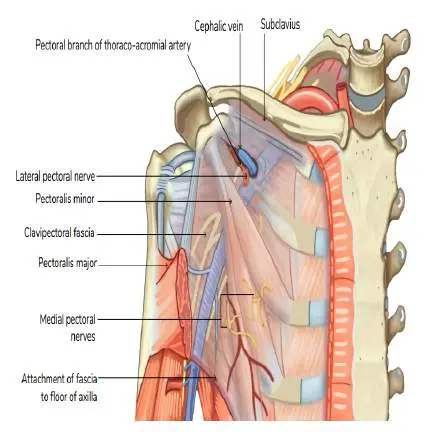 Cephalic vein
Subclavius
Pectoral branch of thoraco-acromial artery
Lateral pectoral nerve
Pectoralis minor
Clavipectoral fascia
Pectoralis major
Medial pectoral
nerves
Attachment of fascia
to floor of axilla